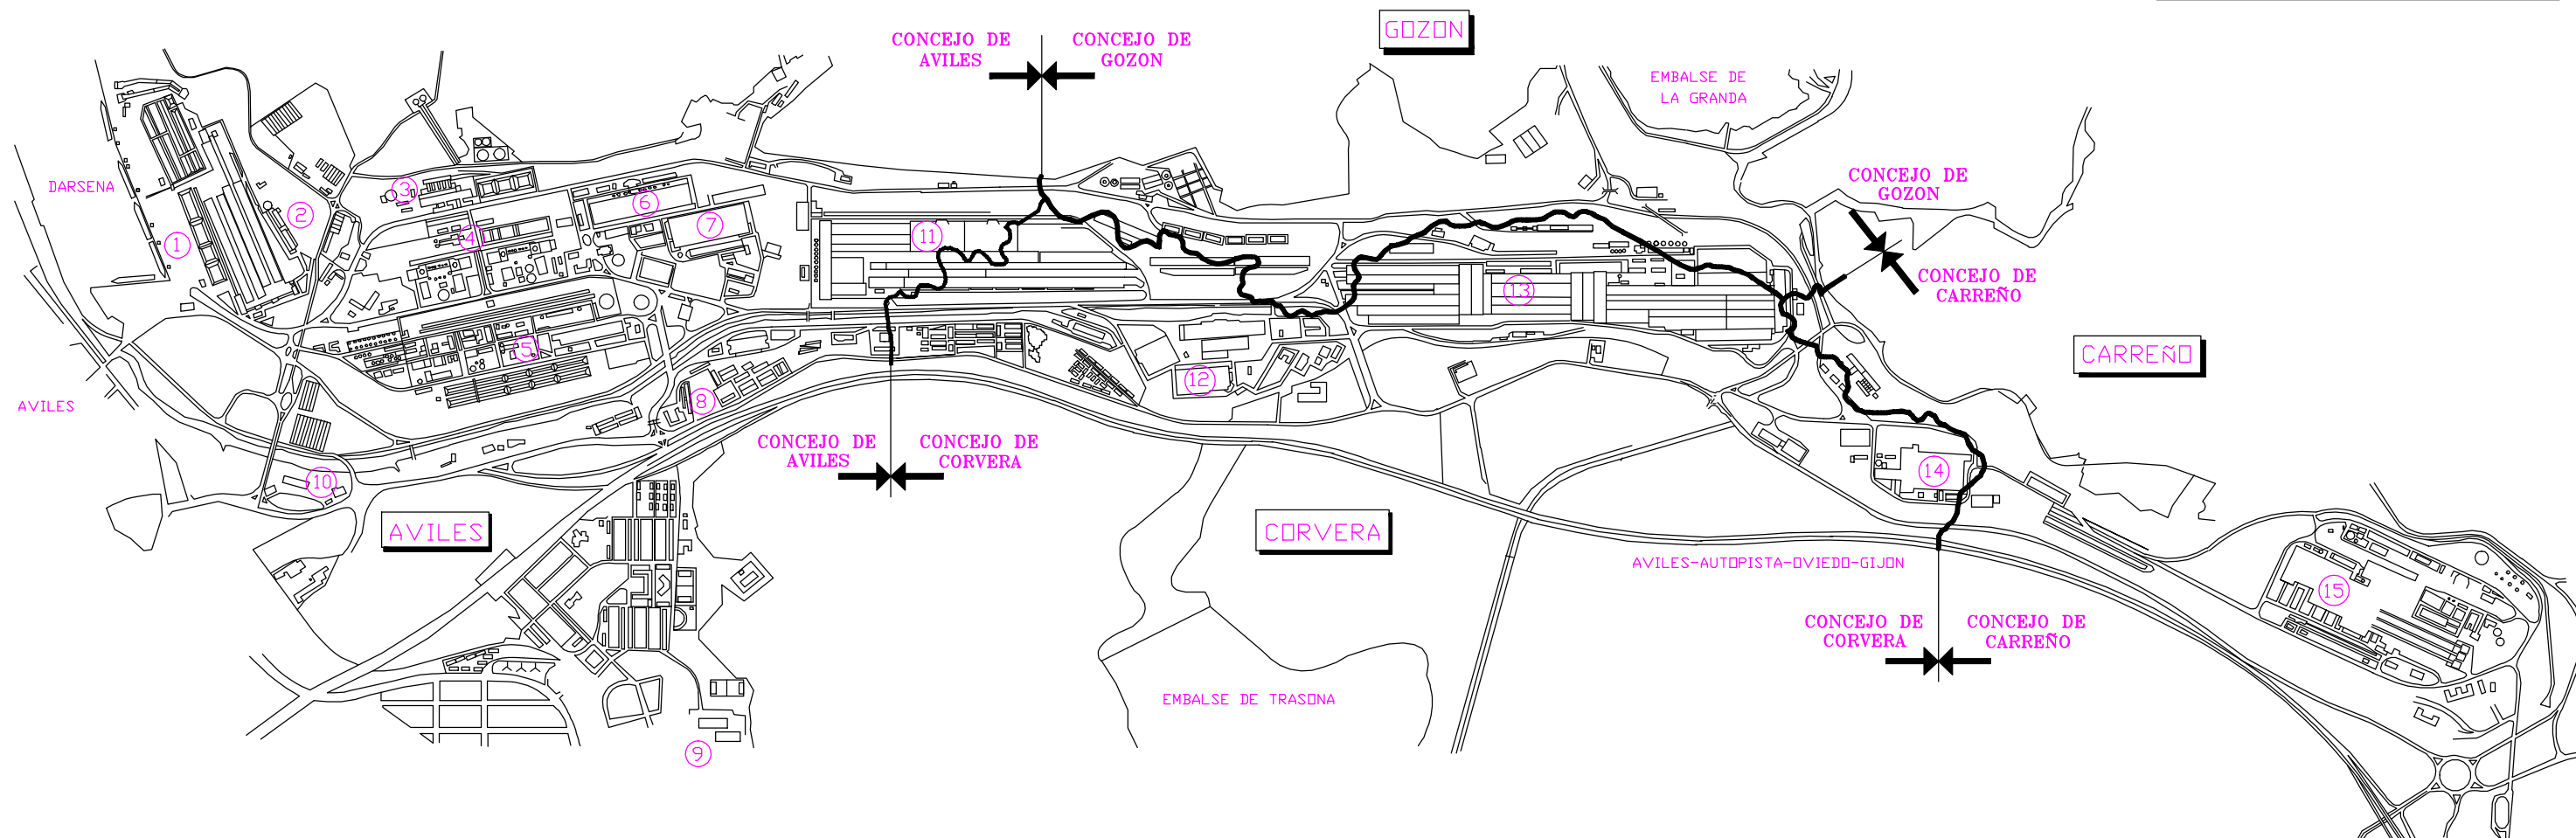 GOZON
CONCEJO DE
AVILES
CONCEJO DE
GOZON
EMBALSE DE
LA GRANDA
DARSENA
CONCEJO DE
GOZON
CONCEJO DE
CARREÑO
1
2
3
4
5
6
7
11
13
CARREÑO
AVILES
8
12
CONCEJO DE
AVILES
CONCEJO DE
CORVERA
10
14
AVILES
CORVERA
AVILES-AUTOPISTA-OVIEDO-GIJON
15
CONCEJO DE
CORVERA
CONCEJO DE
CARREÑO
EMBALSE DE TRASONA
9